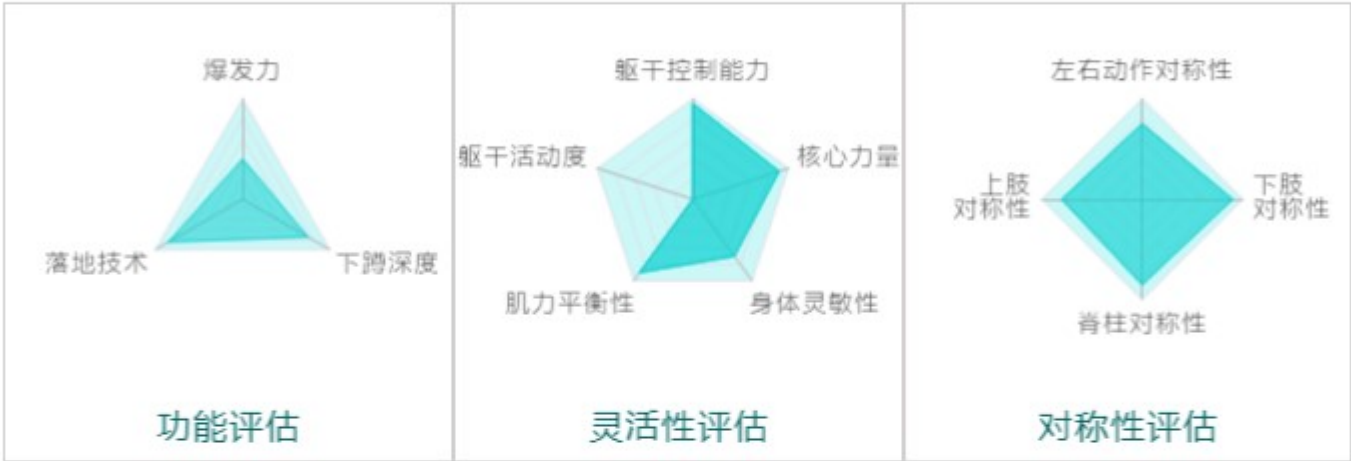 爆发力
落地技术
下蹲深度
功能评估
躯干控制能力
躯干活动度
核心力量
肌力平衡性
身体灵敏性
灵活性评估
左右动作对称性
上肢
对称性
下肢
对称性
脊柱对称性
对称性评估